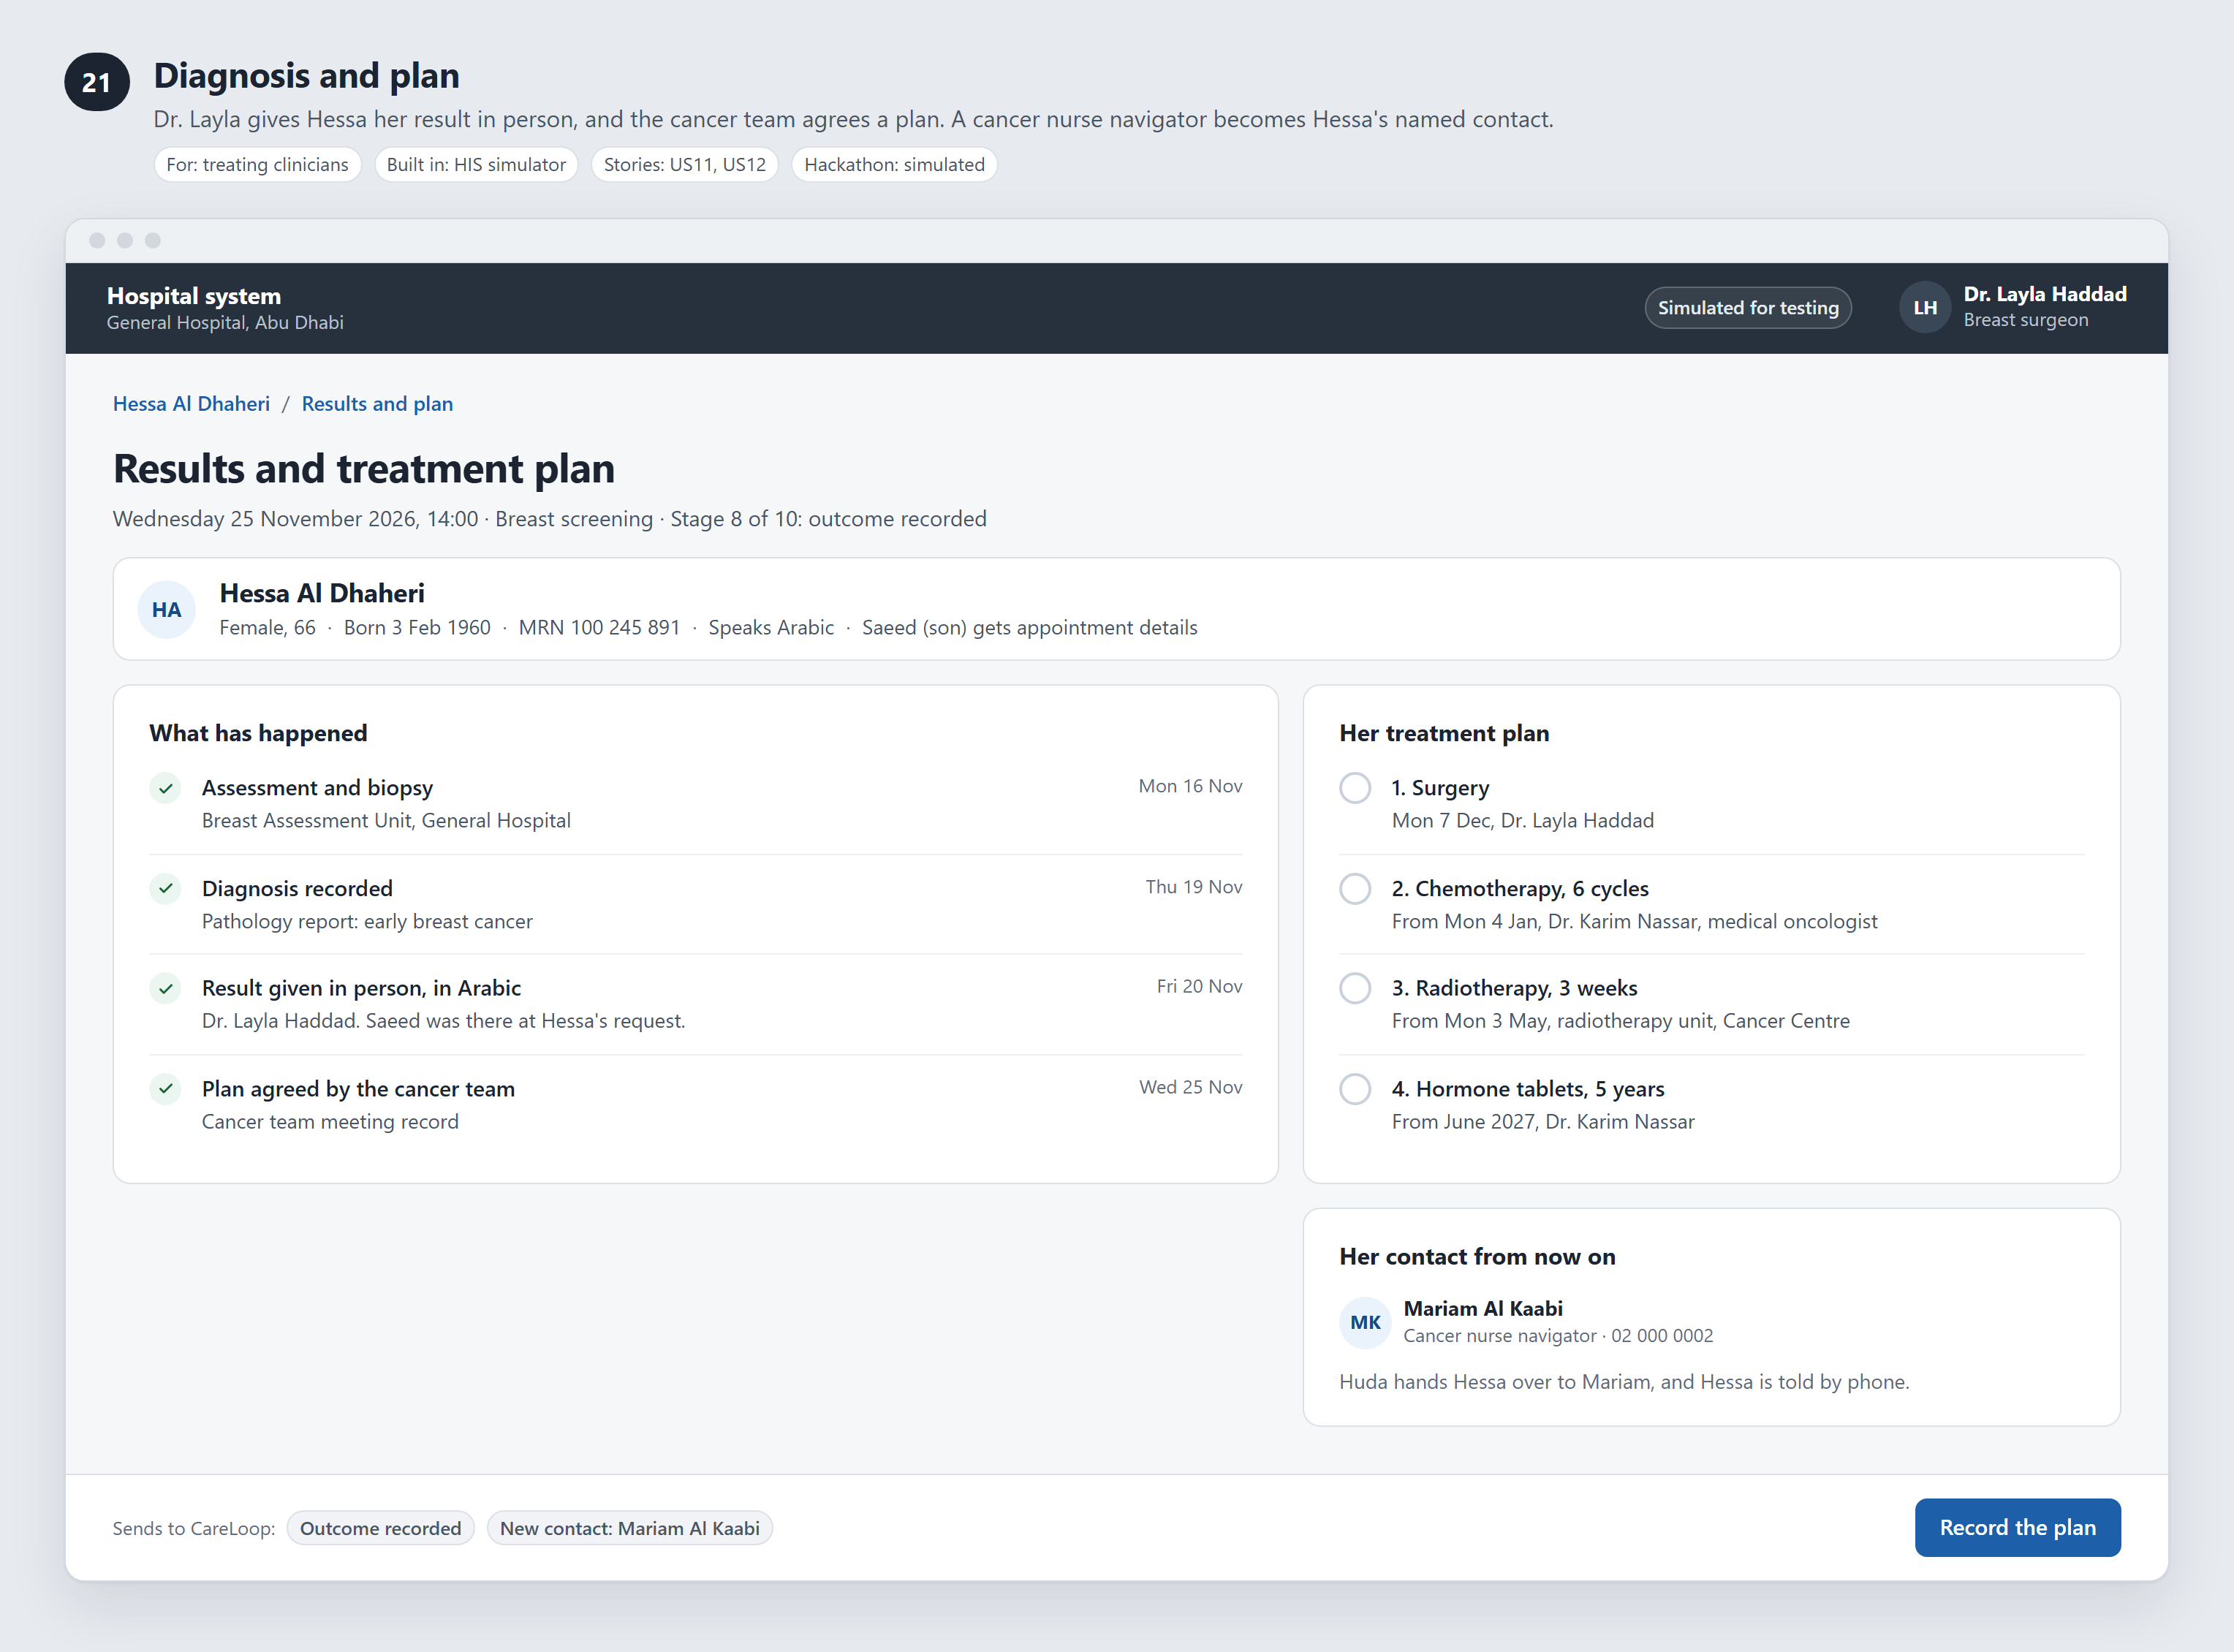 21
Diagnosis and plan
Dr. Layla gives Hessa her result in person, and the cancer team agrees a plan. A cancer nurse navigator becomes Hessa's named contact.
For: treating clinicians
Built in: HIS simulator
Stories: US11, US12
Hackathon: simulated
Hospital system
General Hospital, Abu Dhabi
Simulated for testing
LH
Dr. Layla Haddad
Breast surgeon
Hessa Al Dhaheri / Results and plan
Results and treatment plan
Wednesday 25 November 2026, 14:00 · Breast screening · Stage 8 of 10: outcome recorded
HA
Hessa Al Dhaheri
Female, 66 · Born 3 Feb 1960 · MRN 100 245 891 · Speaks Arabic · Saeed (son) gets appointment details
What has happened
Assessment and biopsy
Mon 16 Nov
Breast Assessment Unit, General Hospital
Diagnosis recorded
Thu 19 Nov
Pathology report: early breast cancer
Result given in person, in Arabic
Fri 20 Nov
Dr. Layla Haddad. Saeed was there at Hessa's request.
Plan agreed by the cancer team
Wed 25 Nov
Cancer team meeting record
Her treatment plan
1. Surgery
Mon 7 Dec, Dr. Layla Haddad
2. Chemotherapy, 6 cycles
From Mon 4 Jan, Dr. Karim Nassar, medical oncologist
3. Radiotherapy, 3 weeks
From Mon 3 May, radiotherapy unit, Cancer Centre
4. Hormone tablets, 5 years
From June 2027, Dr. Karim Nassar
Her contact from now on
MK
Mariam Al Kaabi
Cancer nurse navigator · 02 000 0002
Huda hands Hessa over to Mariam, and Hessa is told by phone.
Sends to CareLoop:
Outcome recorded
New contact: Mariam Al Kaabi
Record the plan